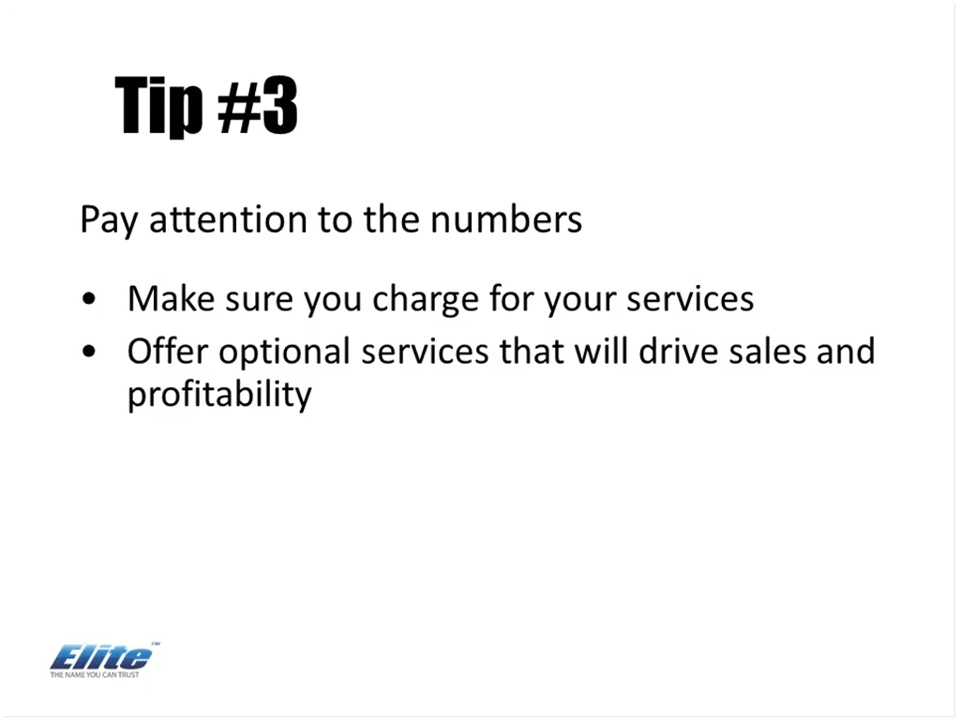 Tip #3
Pay attention to the numbers
• Make sure you charge for your services
• Offer optional services that will drive sales and
profitability
Elite™
THE NAME YOU CAN TRUST